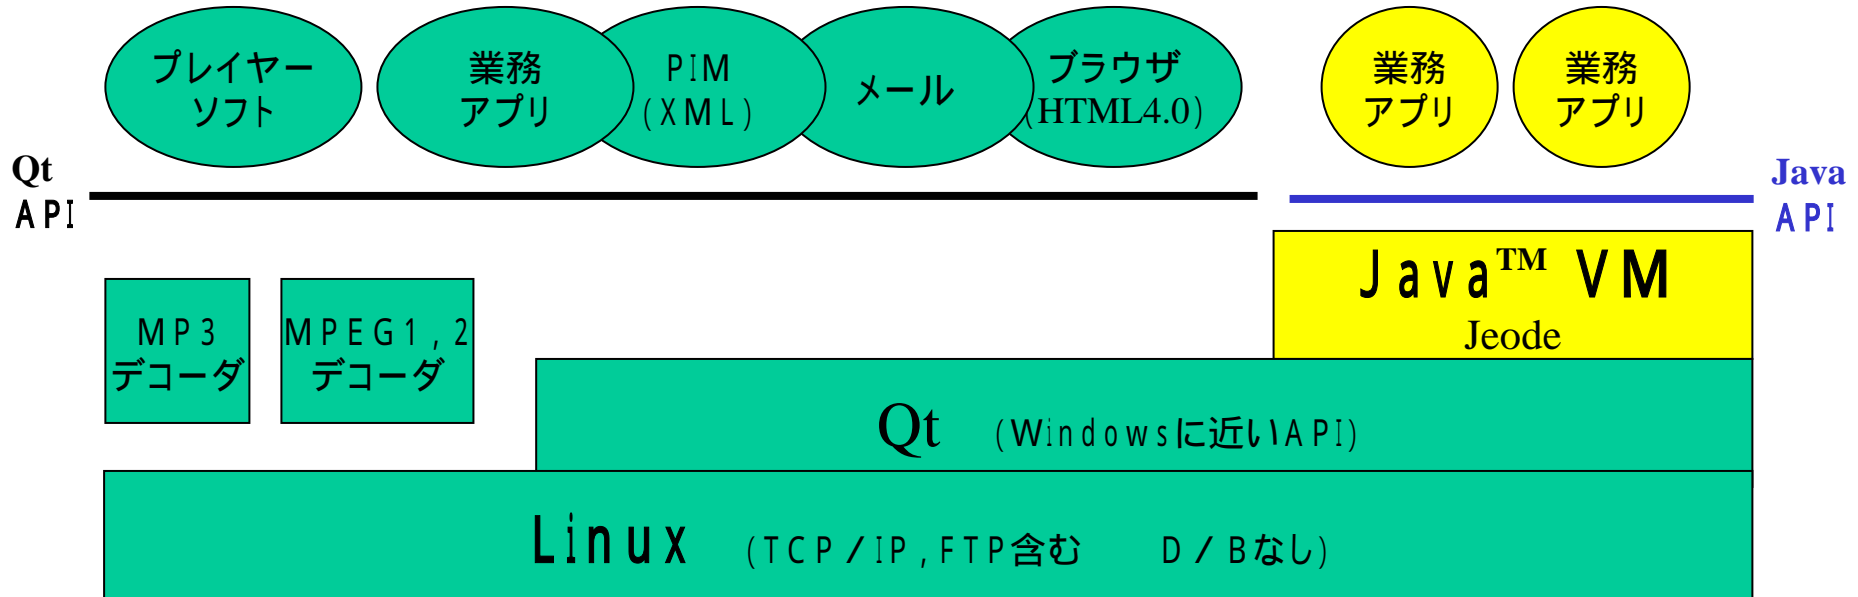 プレイヤー
ソフト
業務
アプリ
PIM
(XML)
メール
ブラウザ
(HTML4.0)
業務
アプリ
業務
アプリ
Qt
API
Java
API
Java™ VM
Jeode
MP3
デコーダ
MPEG1,2
デコーダ
Qt (Windowsに近いAPI)
Linux (TCP/IP,FTP含む D/Bなし)